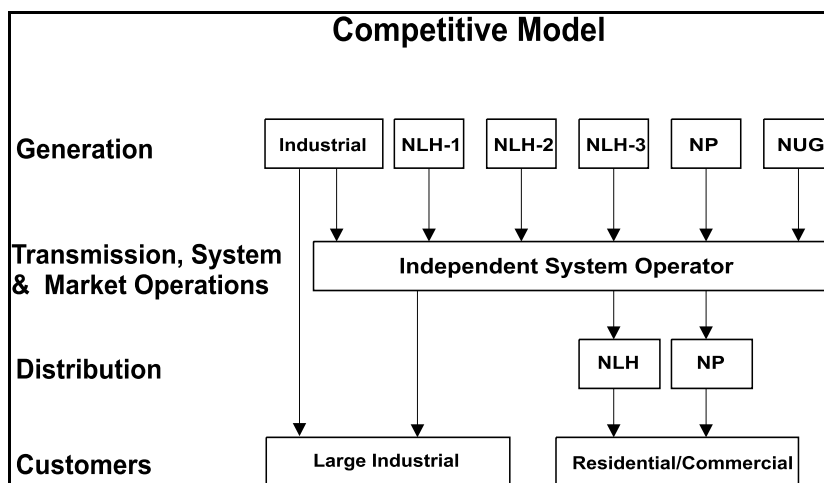 Competitive Model
Generation
Industrial
NLH-1
NLH-2
NLH-3
NP
NUG
Transmission, System
& Market Operations
Independent System Operator
Distribution
NLH
NP
Customers
Large Industrial
Residential/Commercial